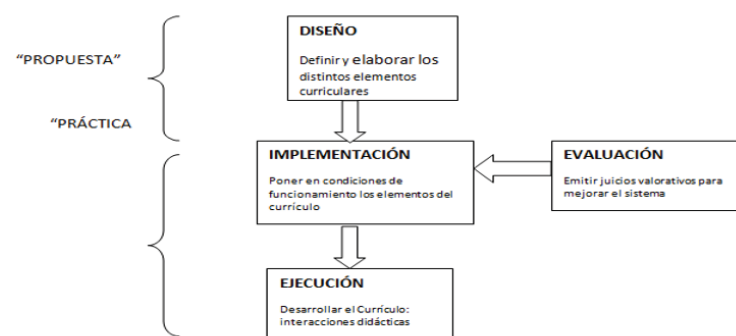 DISEÑO
Definir y elaborar los
distintos elementos
curriculares
“PROPUESTA”
“PRÁCTICA
IMPLEMENTACIÓN
Poner en condiciones de
funcionamiento los elementos del
currículo
EVALUACIÓN
Emitir juicios valorativos para
mejorar el sistema
EJECUCIÓN
Desarrollar el Currículo:
interacciones didácticas